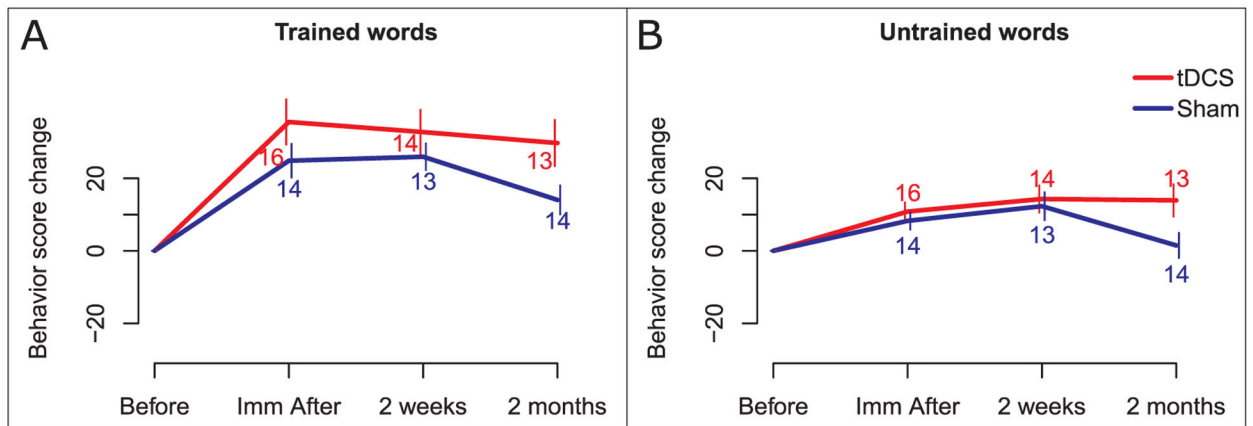 A
Trained words
Behavior score change
20
0
−20
16
14
13
14
13
14
Before
Imm After
2 weeks
2 months
B
Untrained words
tDCS
Sham
Behavior score change
20
0
−20
16
14
13
14
13
14
Before
Imm After
2 weeks
2 months